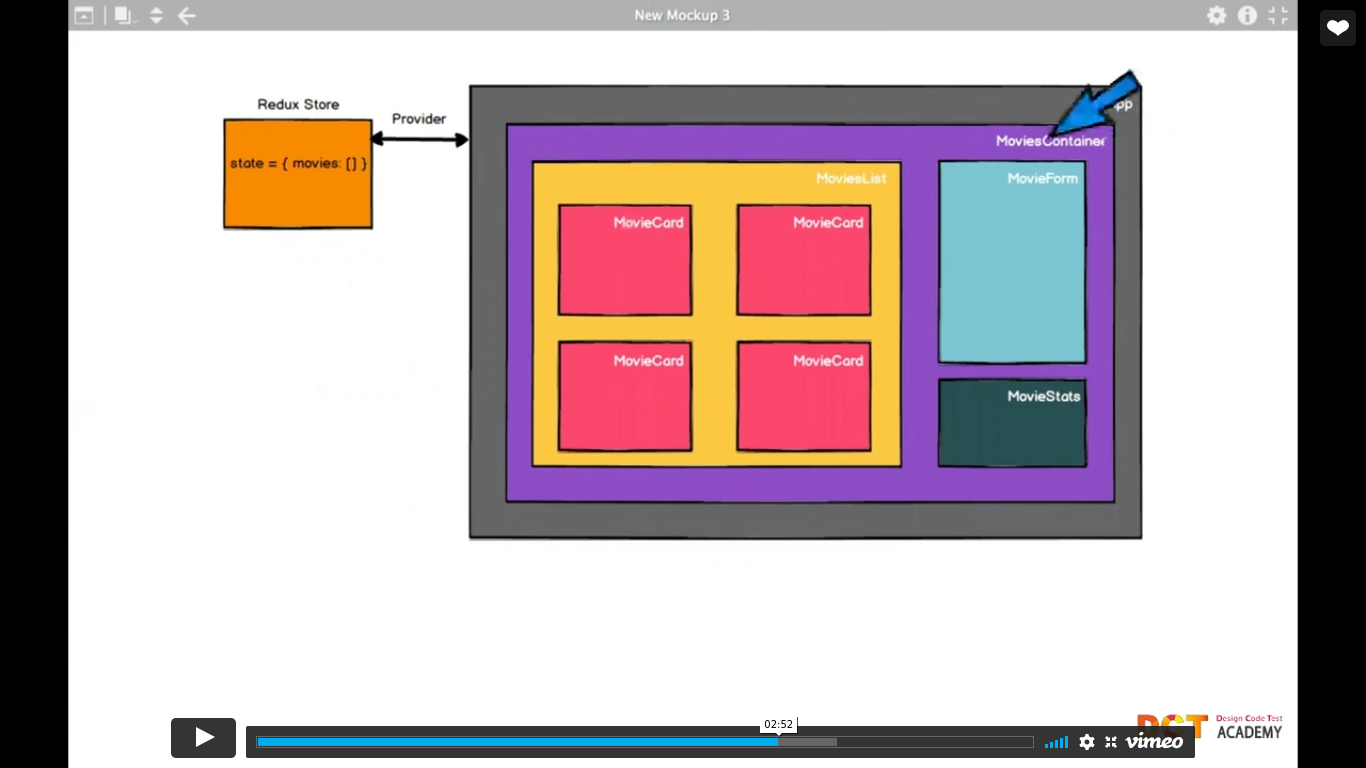 New Mockup 3
Redux Store
Provider
state = { movies: [] }
pp
MoviesContainer
MoviesList
MovieForm
MovieCard
MovieCard
MovieCard
MovieCard
MovieStats
02:52
DCT
Design Code Test
ACADEMY
vimeo